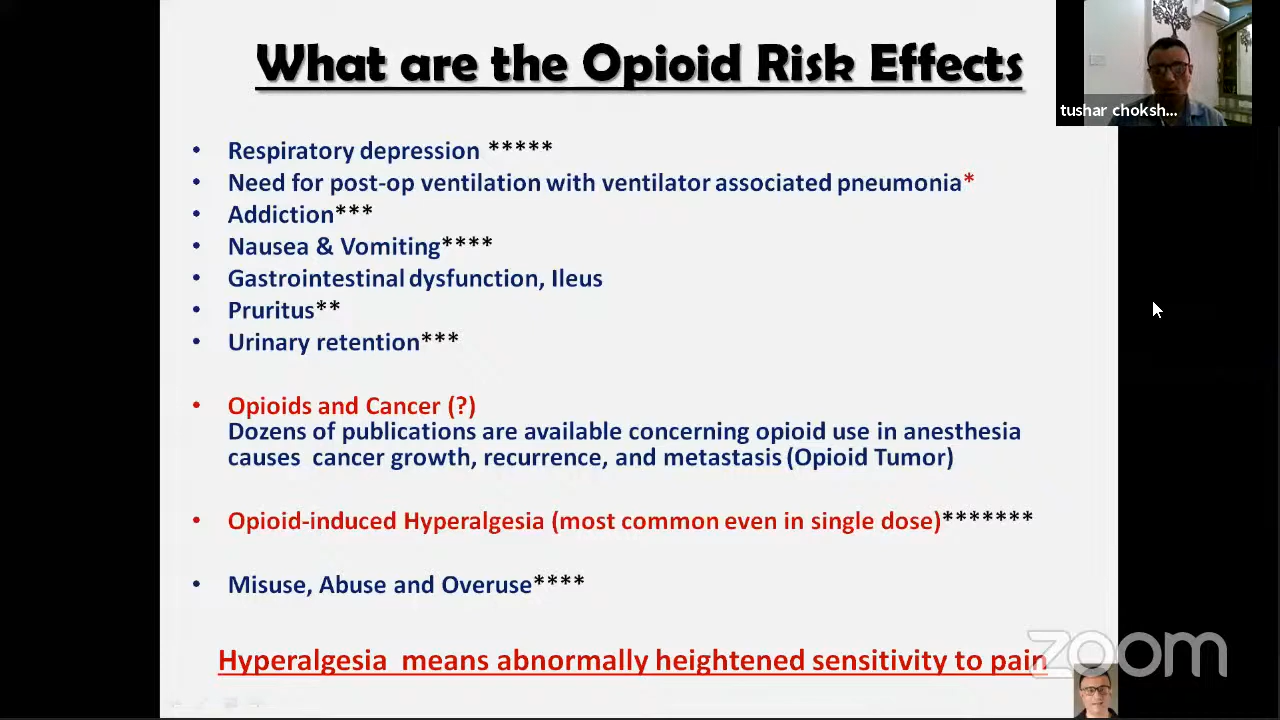 What are the Opioid Risk Effects
tushar choksh...
• Respiratory depression *****
• Need for post-op ventilation with ventilator associated pneumonia*
• Addiction***
• Nausea & Vomiting****
• Gastrointestinal dysfunction, Ileus
• Pruritus**
• Urinary retention***
• Opioids and Cancer (?)
Dozens of publications are available concerning opioid use in anesthesia
causes cancer growth, recurrence, and metastasis (Opioid Tumor)
• Opioid-induced Hyperalgesia (most common even in single dose)*******
• Misuse, Abuse and Overuse****
Hyperalgesia means abnormally heightened sensitivity to pain
zoom